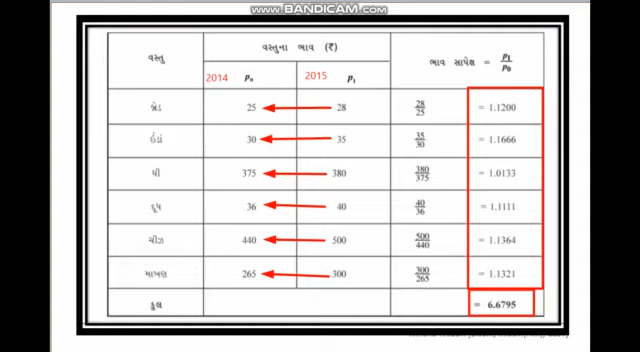 www.BANDICAM.com
વસ્તુ વસ્તુના ભાવ (₹) ભાવ સાપેક્ષ = p₁/p₀
2014 p₀ 2015 p₁
બ્રેડ 25 28 28/25 = 1.1200
ઈંડાં 30 35 35/30 = 1.1666
ઘી 375 380 380/375 = 1.0133
દૂધ 36 40 40/36 = 1.1111
ચીઝ 440 500 500/440 = 1.1364
માખણ 265 300 300/265 = 1.1321
કુલ = 6.6795